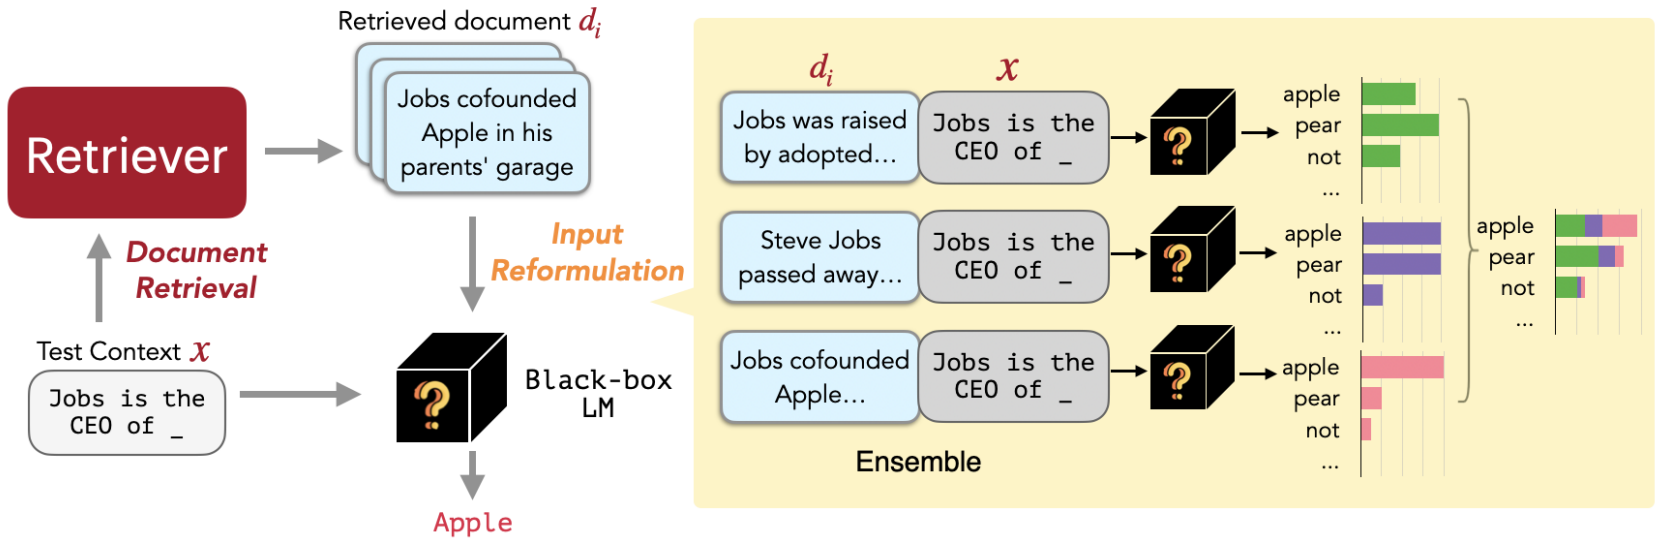 Retrieved document di
Retriever
Jobs cofounded
Apple in his
parents' garage
Document
Retrieval
Input
Reformulation
Test Context x
Jobs is the
CEO of _
?
Black-box
LM
Apple
di
x
Jobs was raised
by adopted...
Jobs is the
CEO of _
?
apple
pear
not
...
Steve Jobs
passed away...
Jobs is the
CEO of _
?
apple
pear
not
...
Jobs cofounded
Apple...
Jobs is the
CEO of _
?
apple
pear
not
...
apple
pear
not
...
Ensemble